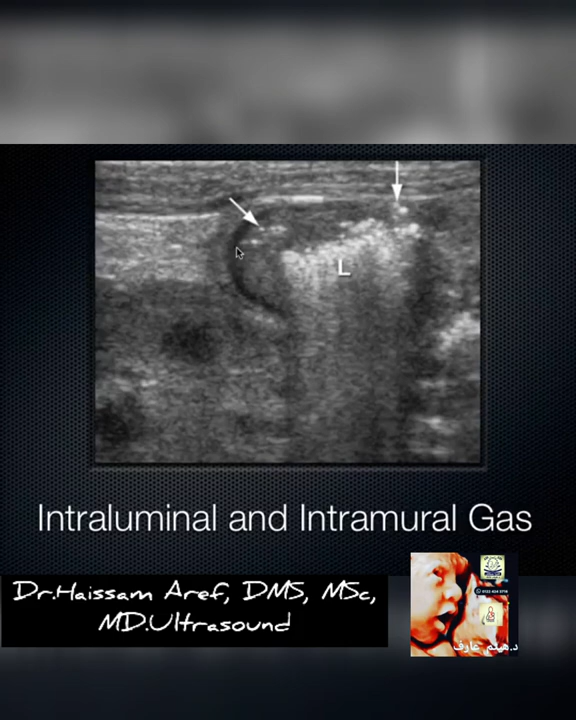 L
Intraluminal and Intramural Gas
Dr.Haissam Aref, DMS, MSc,
MD.Ultrasound
د.هيثم عارف